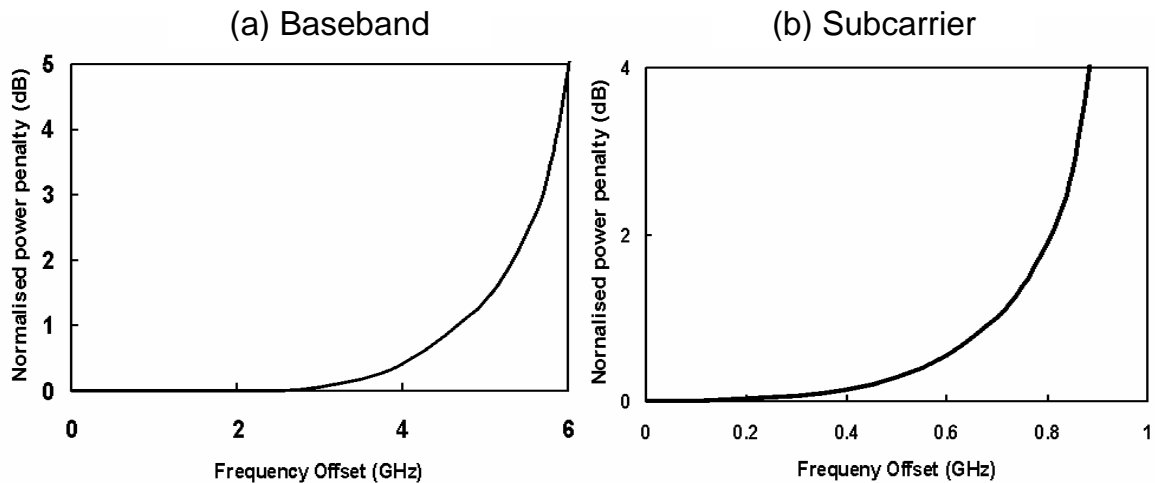 (a) Baseband
Normalised power penalty (dB)
5
4
3
2
1
0
0 2 4 6
Frequency Offset (GHz)
(b) Subcarrier
Nornalised power penalty (dB)
4
2
0
0 0.2 0.4 0.6 0.8 1
Frequeny Offset (GHz)